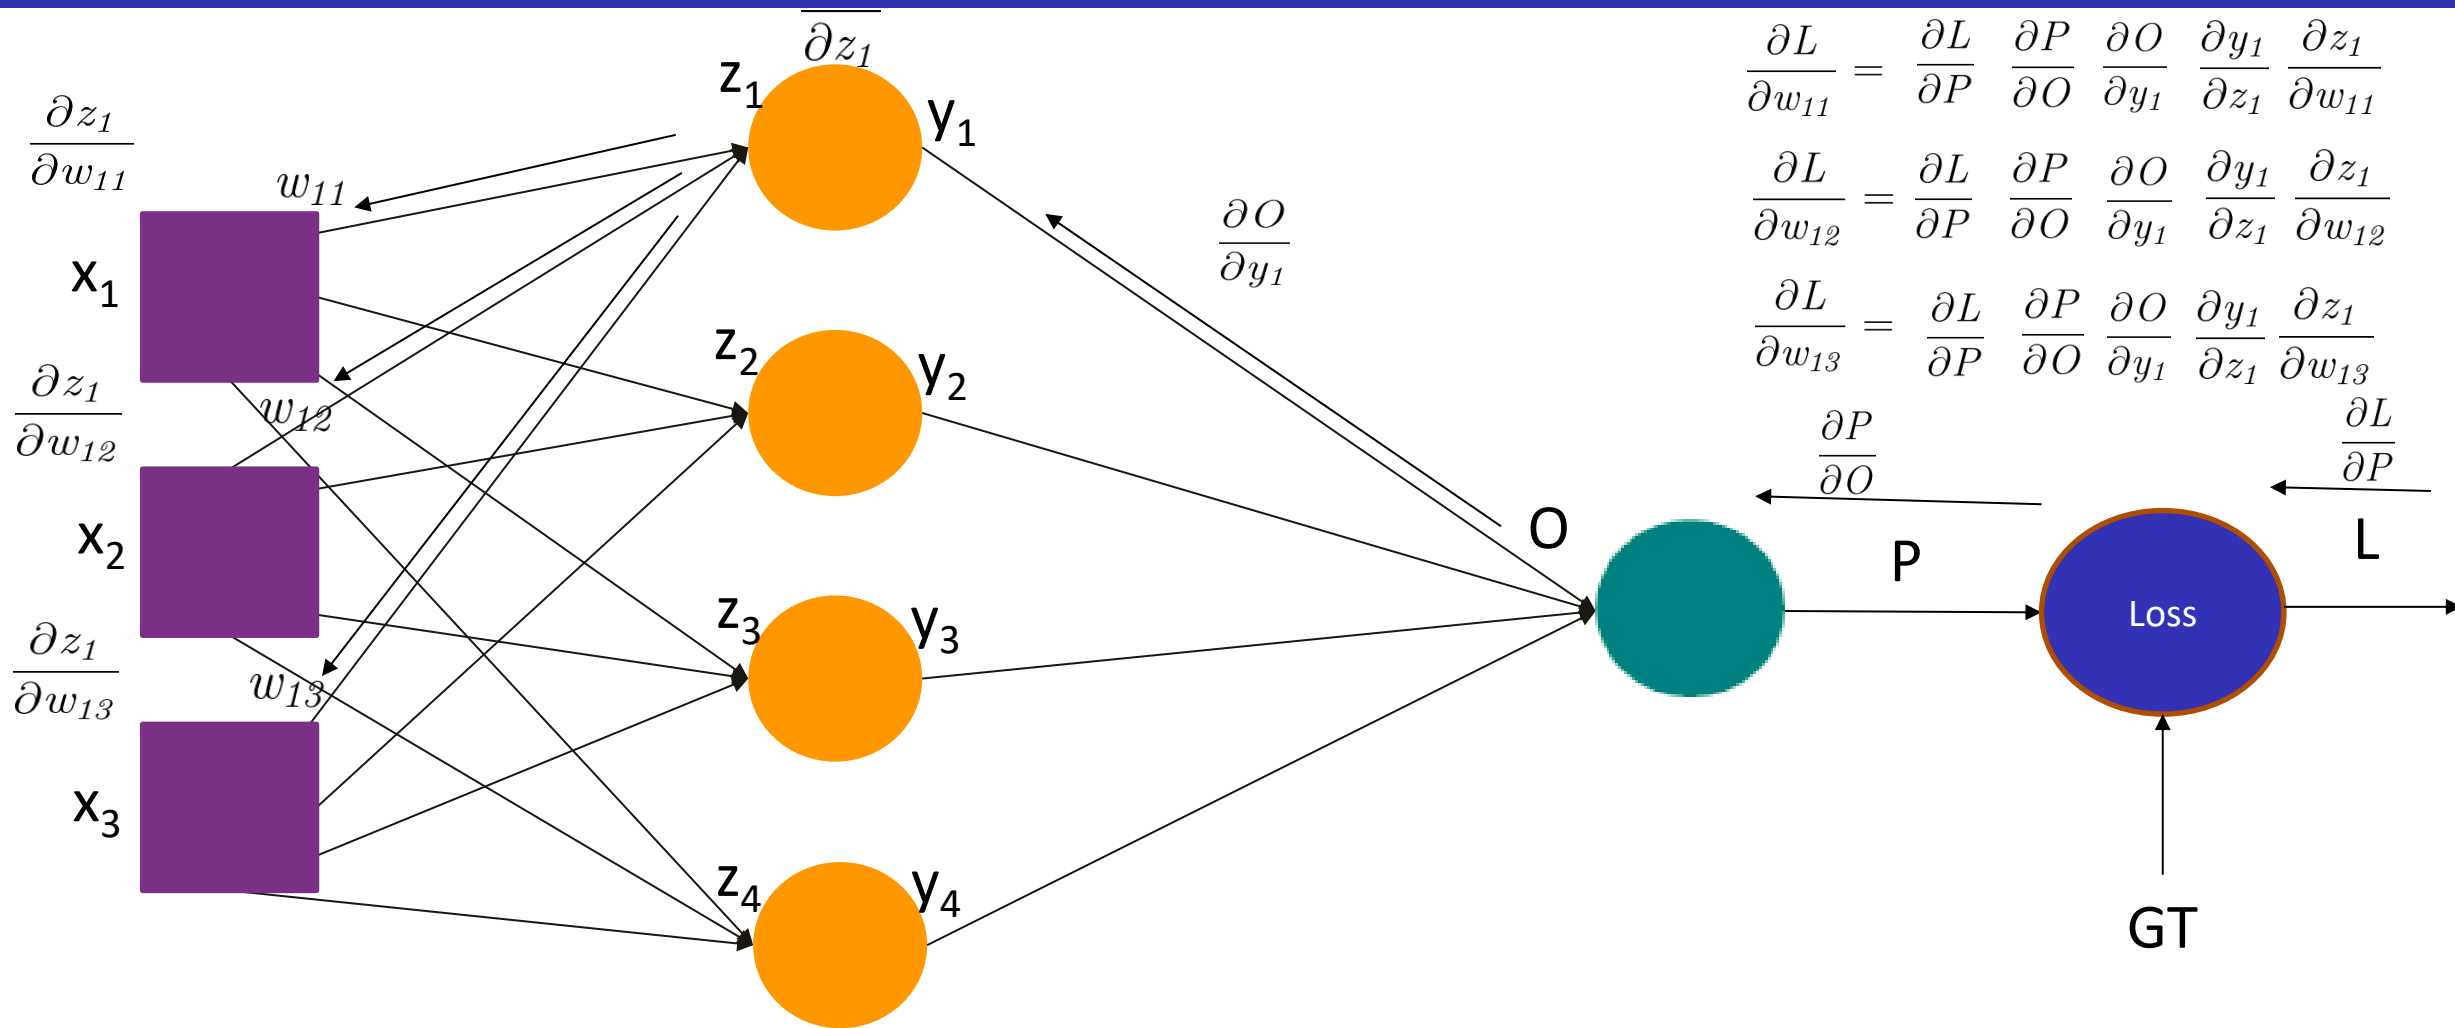 ∂z₁
z₁
y₁
∂z₁/∂w₁₁
w₁₁
x₁
∂L/∂w₁₁ = ∂L/∂P ∂P/∂O ∂O/∂y₁ ∂y₁/∂z₁ ∂z₁/∂w₁₁
∂L/∂w₁₂ = ∂L/∂P ∂P/∂O ∂O/∂y₁ ∂y₁/∂z₁ ∂z₁/∂w₁₂
∂L/∂w₁₃ = ∂L/∂P ∂P/∂O ∂O/∂y₁ ∂y₁/∂z₁ ∂z₁/∂w₁₃
∂O/∂y₁
z₂
y₂
∂z₁/∂w₁₂
w₁₂
x₂
∂P/∂O
∂L/∂P
O
P
L
Loss
z₃
y₃
∂z₁/∂w₁₃
w₁₃
x₃
z₄
y₄
GT